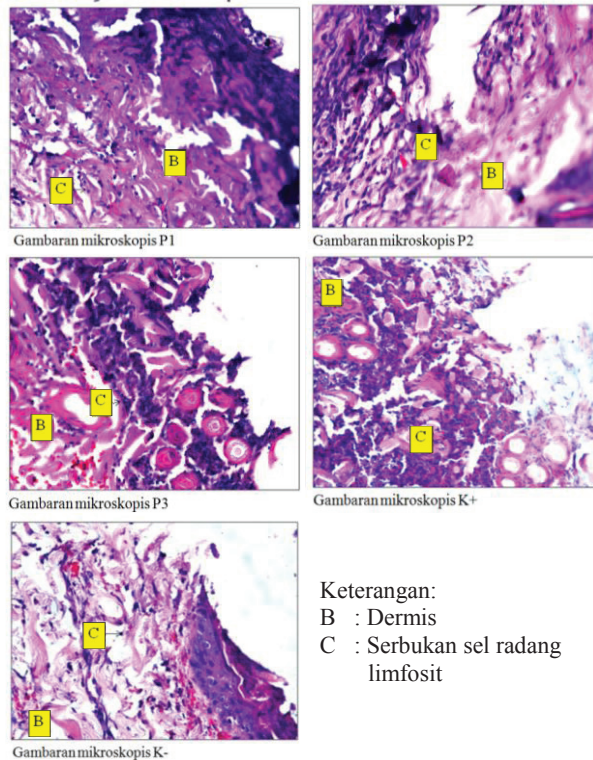 B
C
C
B
Gambaran mikroskopis P1
Gambaran mikroskopis P2
B
C
B
C
Gambaran mikroskopis P3
Gambaran mikroskopis K+
C
B
Keterangan:
B : Dermis
C : Serbukan sel radang
limfosit
Gambaran mikroskopis K-